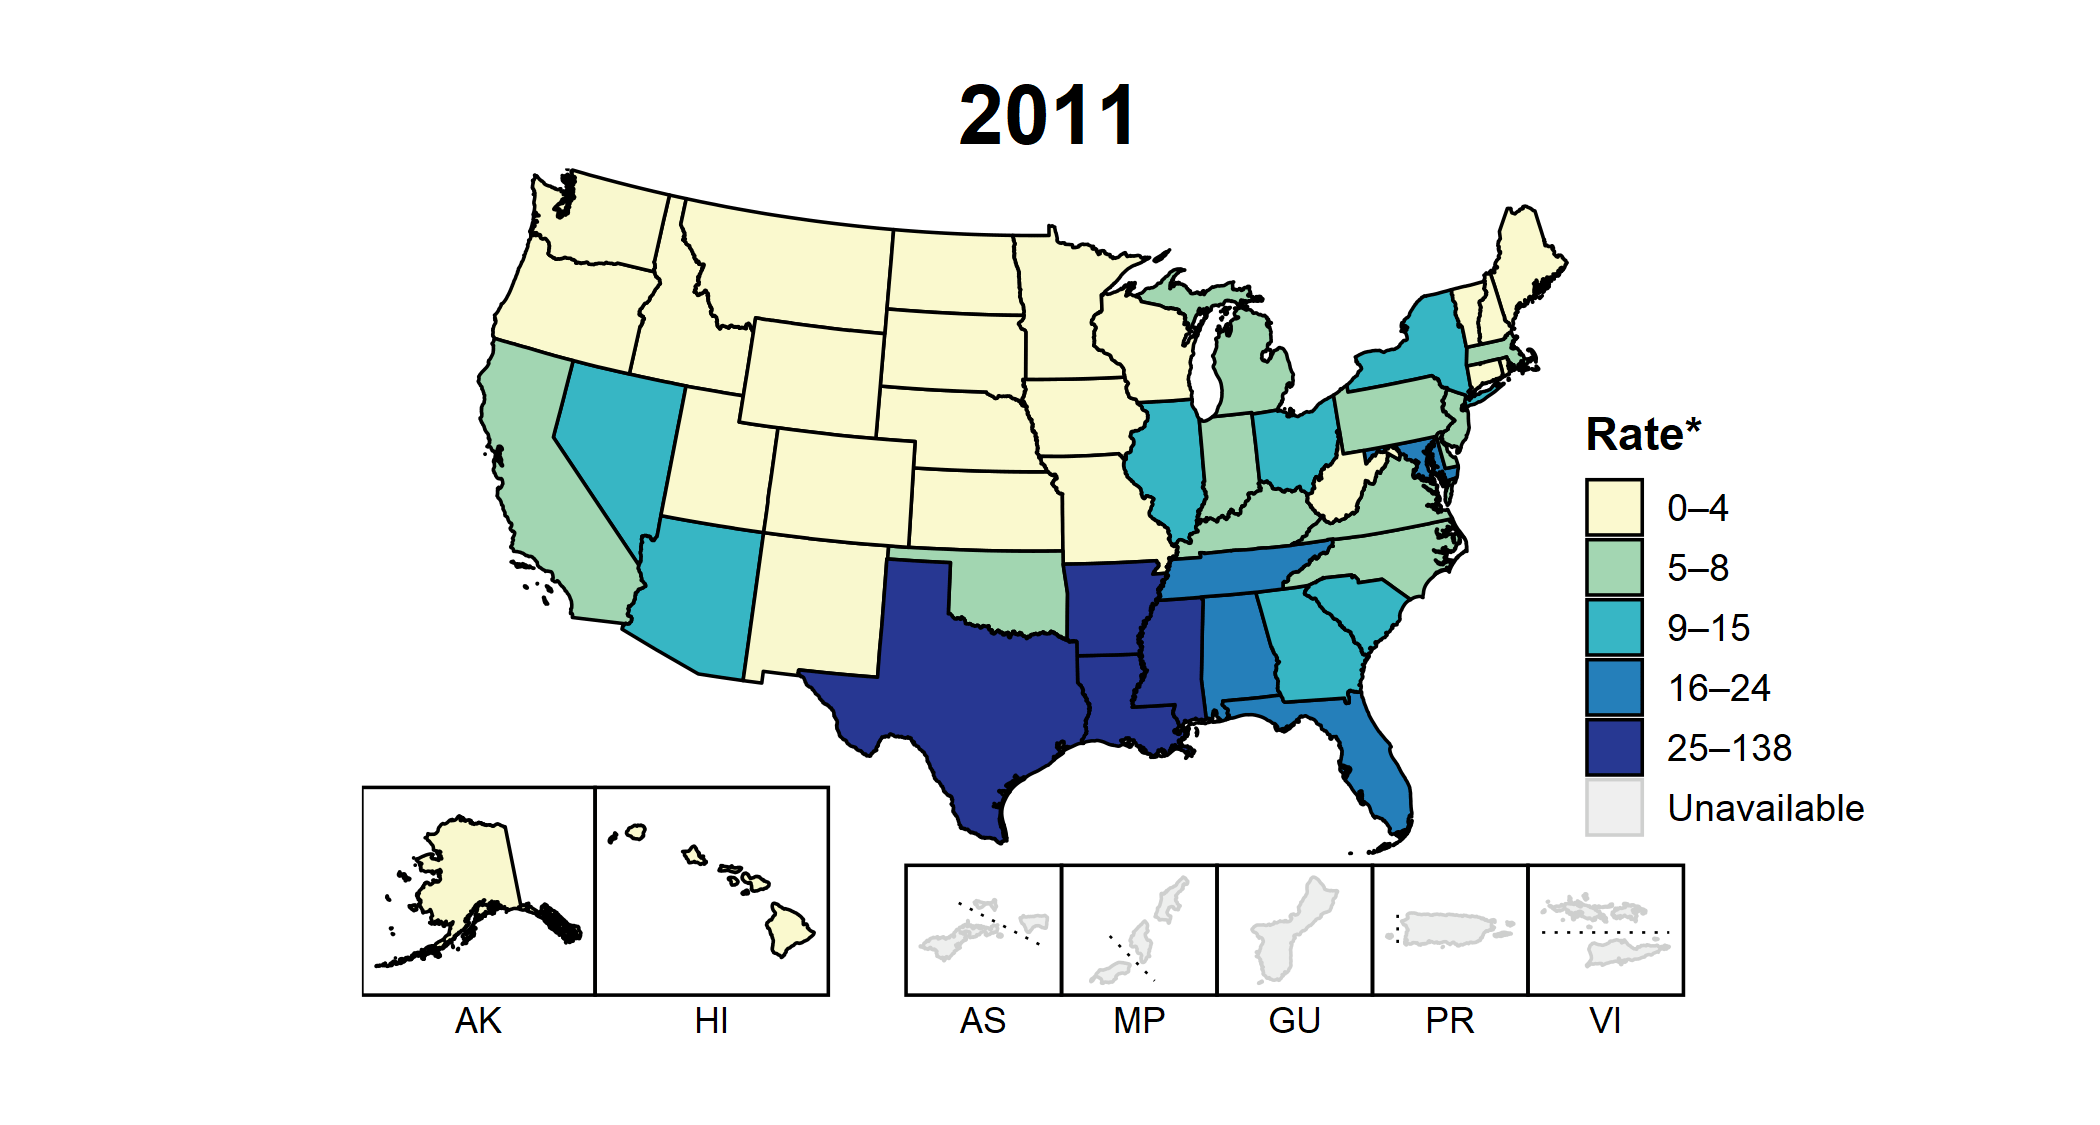 2011
Rate*
0–4
5–8
9–15
16–24
25–138
Unavailable
AK
HI
AS
MP
GU
PR
VI